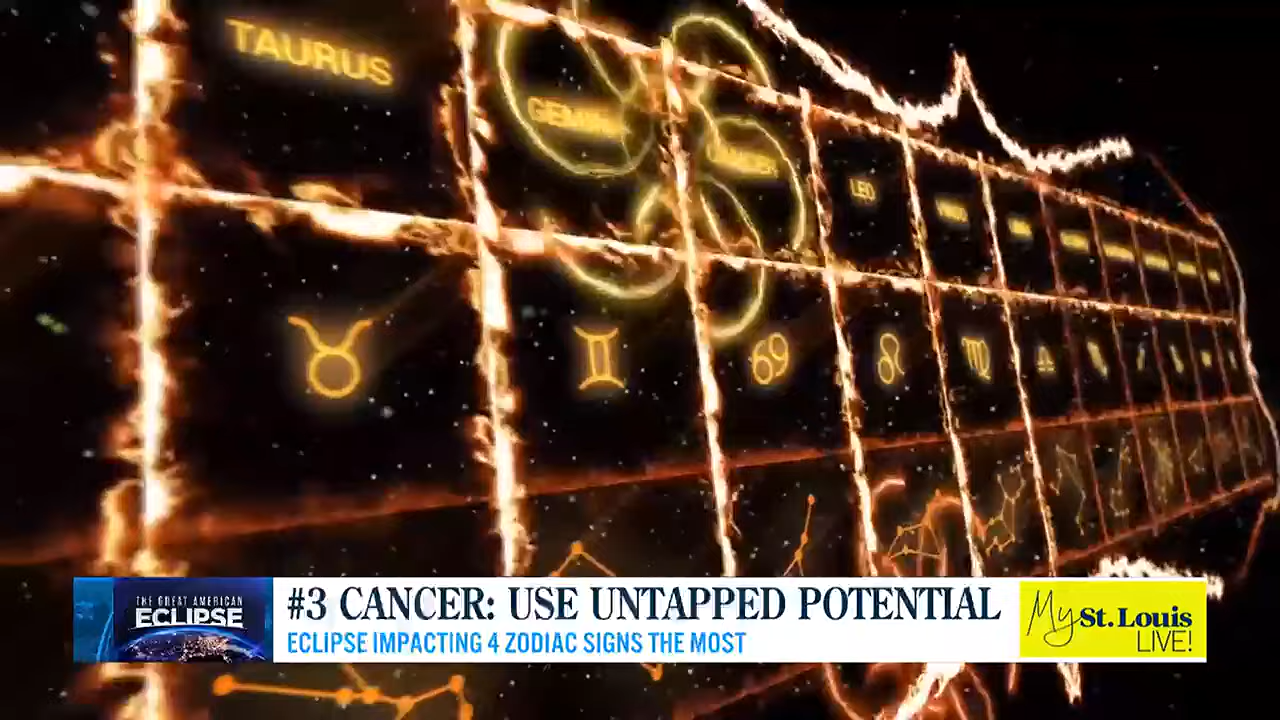 TAURUS
GEMINI
CANCER
LEO
VIRGO
#3 CANCER: USE UNTAPPED POTENTIAL
ECLIPSE IMPACTING 4 ZODIAC SIGNS THE MOST
THE GREAT AMERICAN
ECLIPSE
My St. Louis
LIVE!